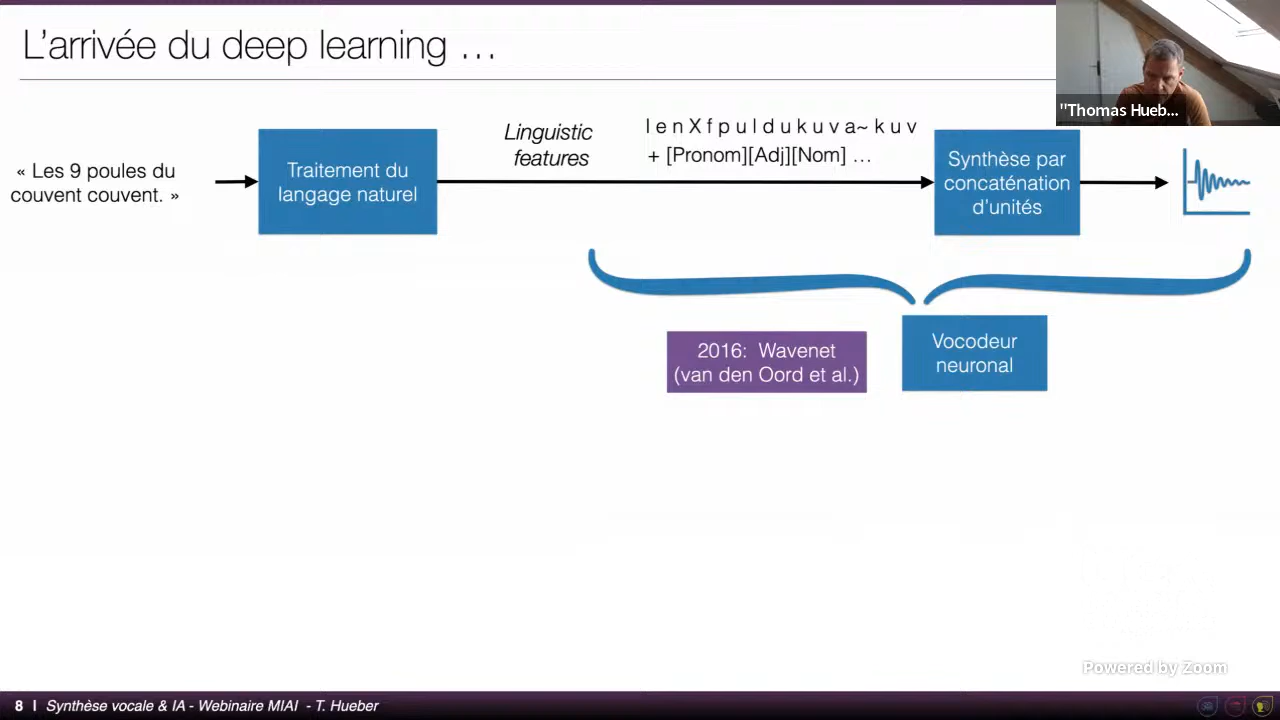 L'arrivée du deep learning …
"Thomas Hueb...
« Les 9 poules du
couvent couvent. »
Traitement du
langage naturel
Linguistic
features
l e n X f p u l d u k u v a~ k u v
+ [Pronom][Adj][Nom] …
Synthèse par
concaténation
d'unités
2016: Wavenet
(van den Oord et al.)
Vocodeur
neuronal
Powered by Zoom
8 | Synthèse vocale & IA - Webinaire MIAI - T. Hueber